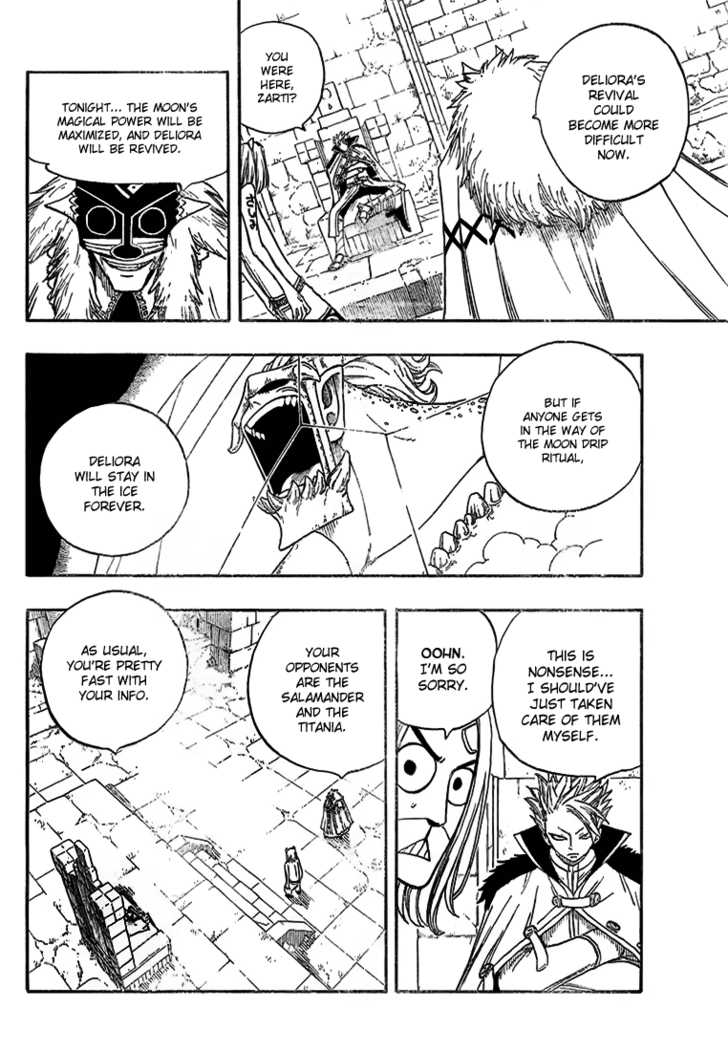 DELIORA'S
REVIVAL
COULD
BECOME MORE
DIFFICULT
NOW.
YOU
WERE
HERE,
ZARTI?
TONIGHT... THE MOON'S
MAGICAL POWER WILL BE
MAXIMIZED, AND DELIORA
WILL BE REVIVED.
BUT IF
ANYONE GETS
IN THE WAY OF
THE MOON DRIP
RITUAL,
DELIORA
WILL STAY IN
THE ICE
FOREVER.
THIS IS
NONSENSE...
I SHOULD'VE
JUST TAKEN
CARE OF THEM
MYSELF.
OOHN.
I'M SO
SORRY.
YOUR
OPPONENTS
ARE THE
SALAMANDER
AND THE
TITANIA.
AS USUAL,
YOU'RE PRETTY
FAST WITH
YOUR INFO.